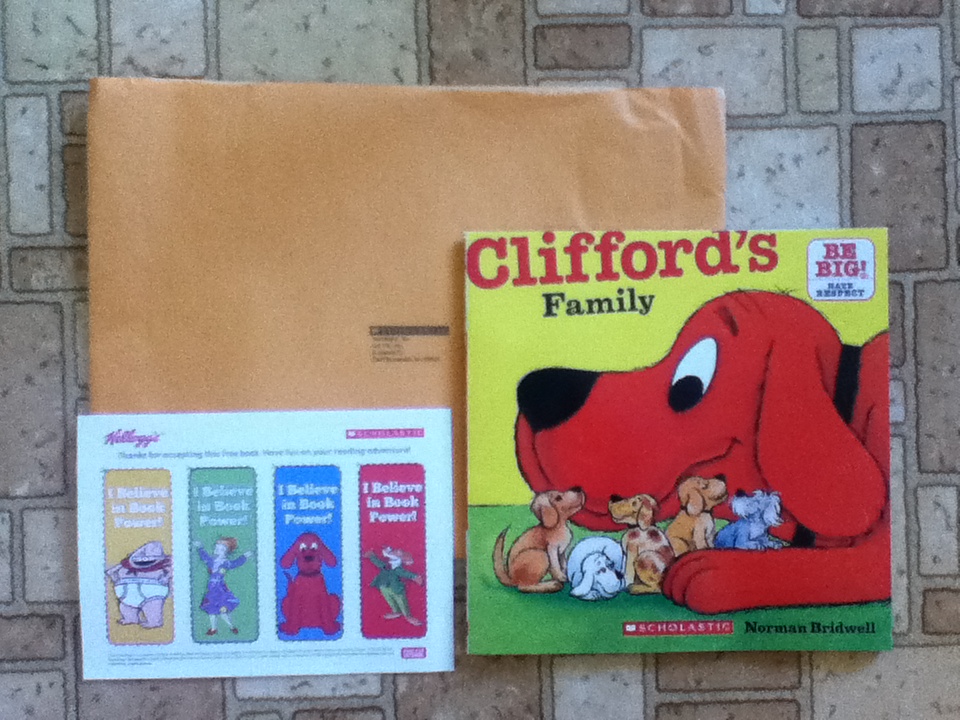 Clifford's
Family
BE
BIG!
HAVE
RESPECT
SCHOLASTIC
Norman Bridwell
Kellogg's
SCHOLASTIC
Thanks for accepting this free book. Have fun on your reading adventure!
I Believe
in Book
Power!
I Believe
in Book
Power!
I Believe
in Book
Power!
I Believe
in Book
Power!